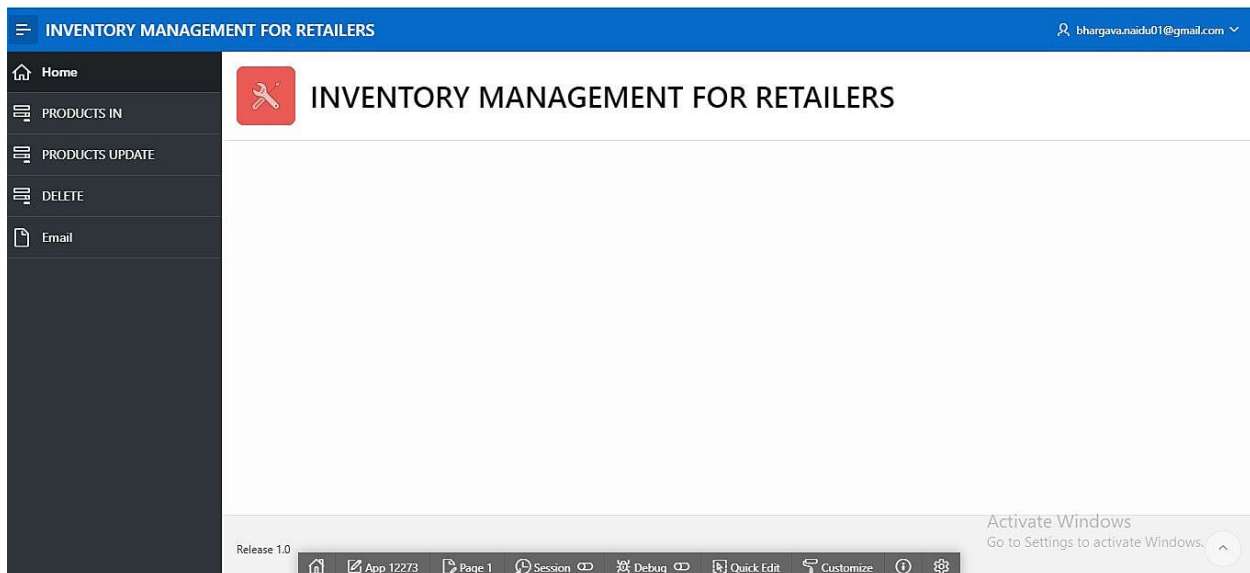 INVENTORY MANAGEMENT FOR RETAILERS
bhargava.naidu01@gmail.com
Home
PRODUCTS IN
PRODUCTS UPDATE
DELETE
Email
INVENTORY MANAGEMENT FOR RETAILERS
Activate Windows
Go to Settings to activate Windows.
Release 1.0
App 12273 Page 1 Session Debug Quick Edit Customize